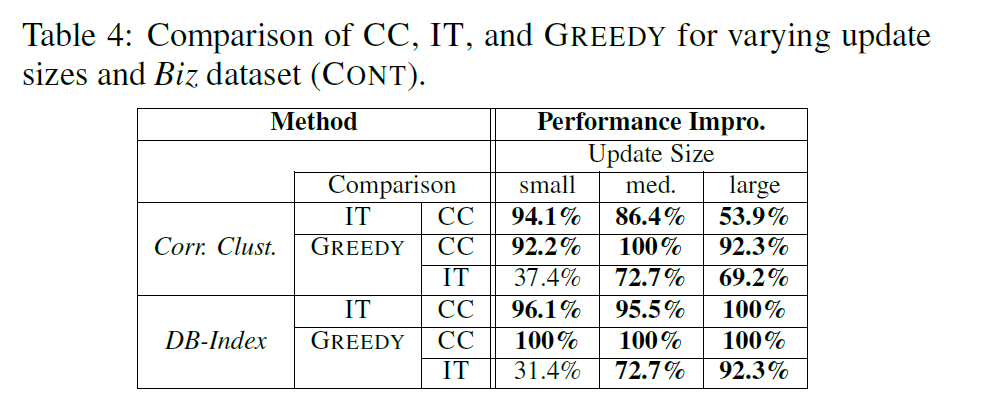 Table 4: Comparison of CC, IT, and GREEDY for varying update
sizes and Biz dataset (CONT).
Method Performance Impro.
Update Size
Comparison small med. large
IT CC 94.1% 86.4% 53.9%
Corr. Clust. GREEDY CC 92.2% 100% 92.3%
IT 37.4% 72.7% 69.2%
IT CC 96.1% 95.5% 100%
DB-Index GREEDY CC 100% 100% 100%
IT 31.4% 72.7% 92.3%